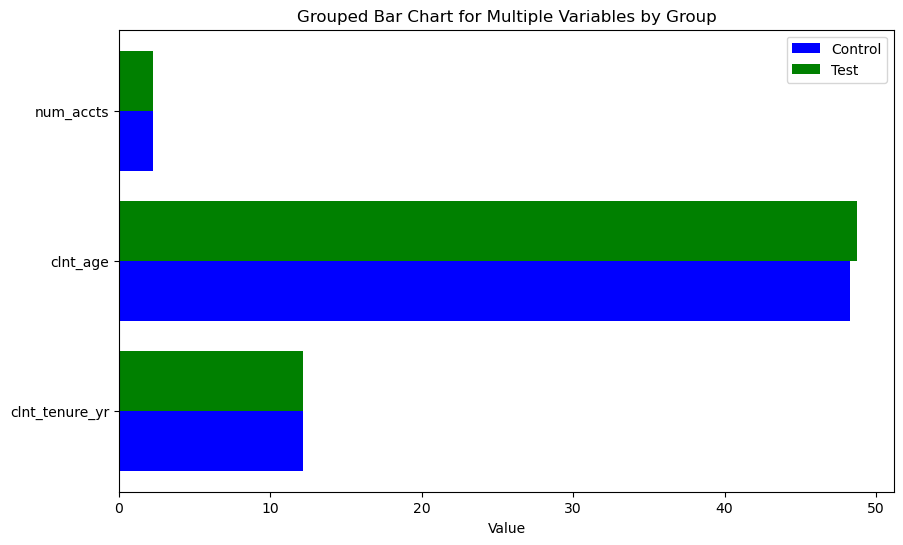 Grouped Bar Chart for Multiple Variables by Group
Control
Test
num_accts
clnt_age
clnt_tenure_yr
0 10 20 30 40 50
Value